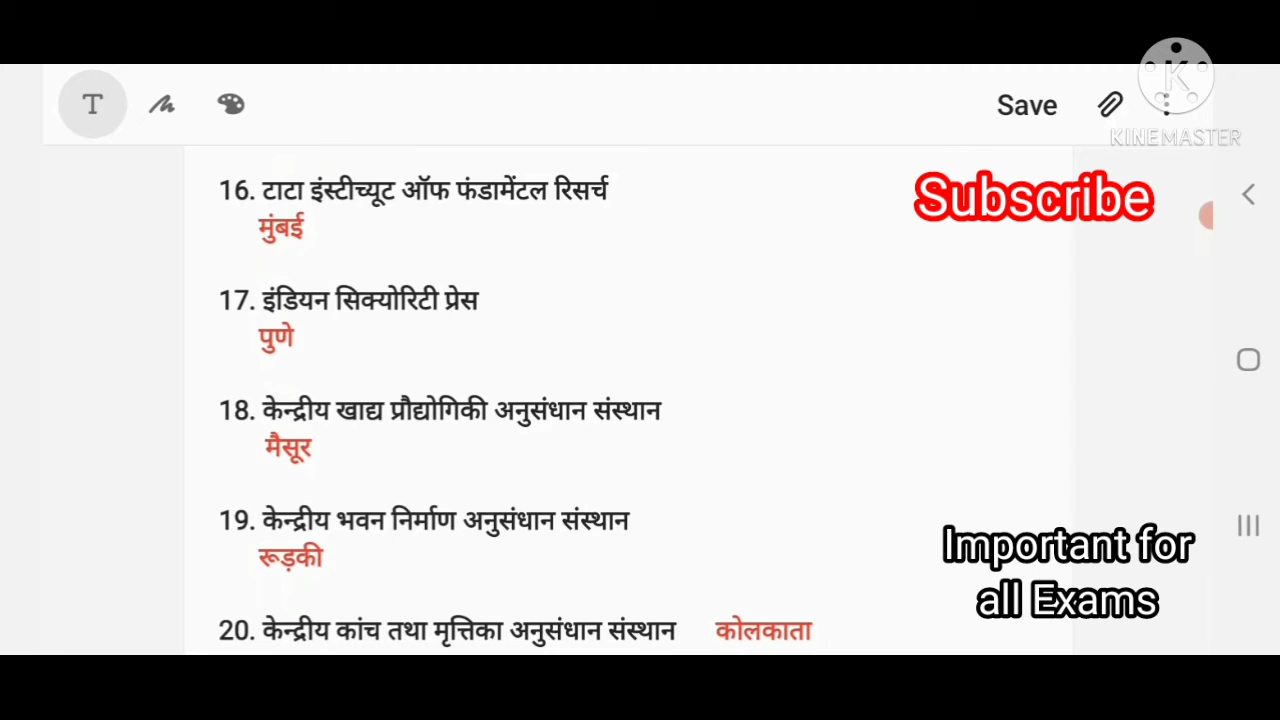 T
Save
K
KINEMASTER
16. टाटा इंस्टीच्यूट ऑफ फंडामेंटल रिसर्च
मुंबई
Subscribe
17. इंडियन सिक्योरिटी प्रेस
पुणे
18. केन्द्रीय खाद्य प्रौद्योगिकी अनुसंधान संस्थान
मैसूर
19. केन्द्रीय भवन निर्माण अनुसंधान संस्थान
रूड़की
Important for
all Exams
20. केन्द्रीय कांच तथा मृत्तिका अनुसंधान संस्थान कोलकाता